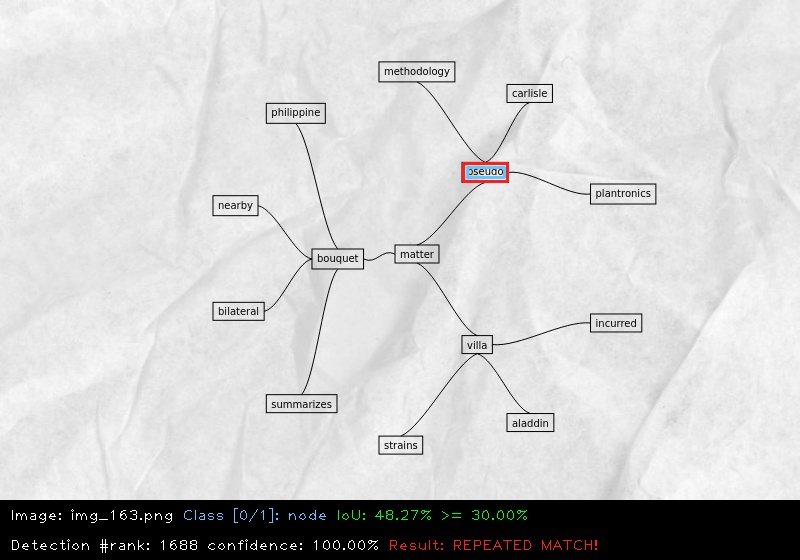 methodology
carlisle
philippine
pseudo
plantronics
nearby
bouquet
matter
bilateral
incurred
villa
summarizes
aladdin
strains
Image: img_163.png Class [0/1]: node IoU: 48.27% >= 30.00%
Detection #rank: 1688 confidence: 100.00% Result: REPEATED MATCH!